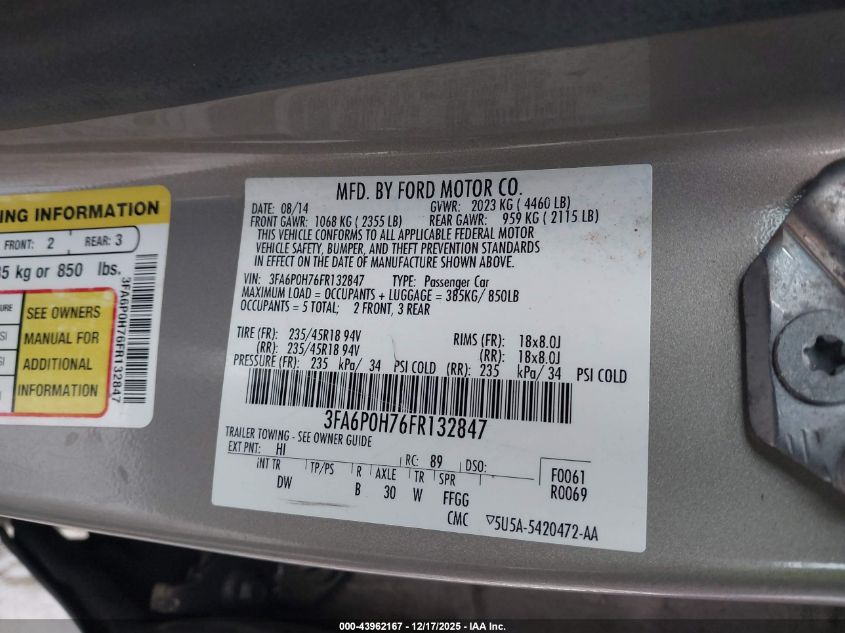 NG INFORMATION
FRONT: 2 REAR: 3
35 kg or 850 lbs.
SEE OWNERS
MANUAL FOR
ADDITIONAL
INFORMATION
3FA6P0H76FR132847
MFD. BY FORD MOTOR CO.
DATE: 08/14 GVWR: 2023 KG ( 4460 LB)
FRONT GAWR: 1068 KG ( 2355 LB) REAR GAWR: 959 KG ( 2115 LB)
THIS VEHICLE CONFORMS TO ALL APPLICABLE FEDERAL MOTOR
VEHICLE SAFETY, BUMPER, AND THEFT PREVENTION STANDARDS
IN EFFECT ON THE DATE OF MANUFACTURE SHOWN ABOVE.
VIN: 3FA6P0H76FR132847 TYPE: Passenger Car
MAXIMUM LOAD = OCCUPANTS + LUGGAGE = 385KG/ 850LB
OCCUPANTS = 5 TOTAL; 2 FRONT, 3 REAR
TIRE (FR): 235/45R18 94V RIMS (FR): 18x8.0J
(RR): 235/45R18 94V (RR): 18x8.0J
PRESSURE (FR): 235 kPa/ 34 PSI COLD (RR): 235 kPa/ 34 PSI COLD
3FA6P0H76FR132847
TRAILER TOWING - SEE OWNER GUIDE
EXT PNT: HI RC: 89 DSO:
INT TR TP/PS R AXLE TR SPR F0061
DW B 30 W FFGG R0069
CMC ▽5U5A-5420472-AA
000-43962167 - 12/17/2025 - IAA Inc.